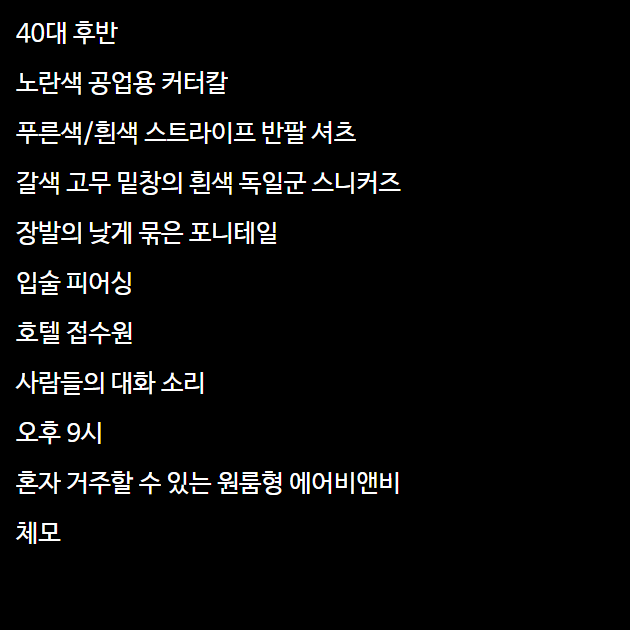 40대 후반
노란색 공업용 커터칼
푸른색/흰색 스트라이프 반팔 셔츠
갈색 고무 밑창의 흰색 독일군 스니커즈
장발의 낮게 묶은 포니테일
입술 피어싱
호텔 접수원
사람들의 대화 소리
오후 9시
혼자 거주할 수 있는 원룸형 에어비앤비
체모